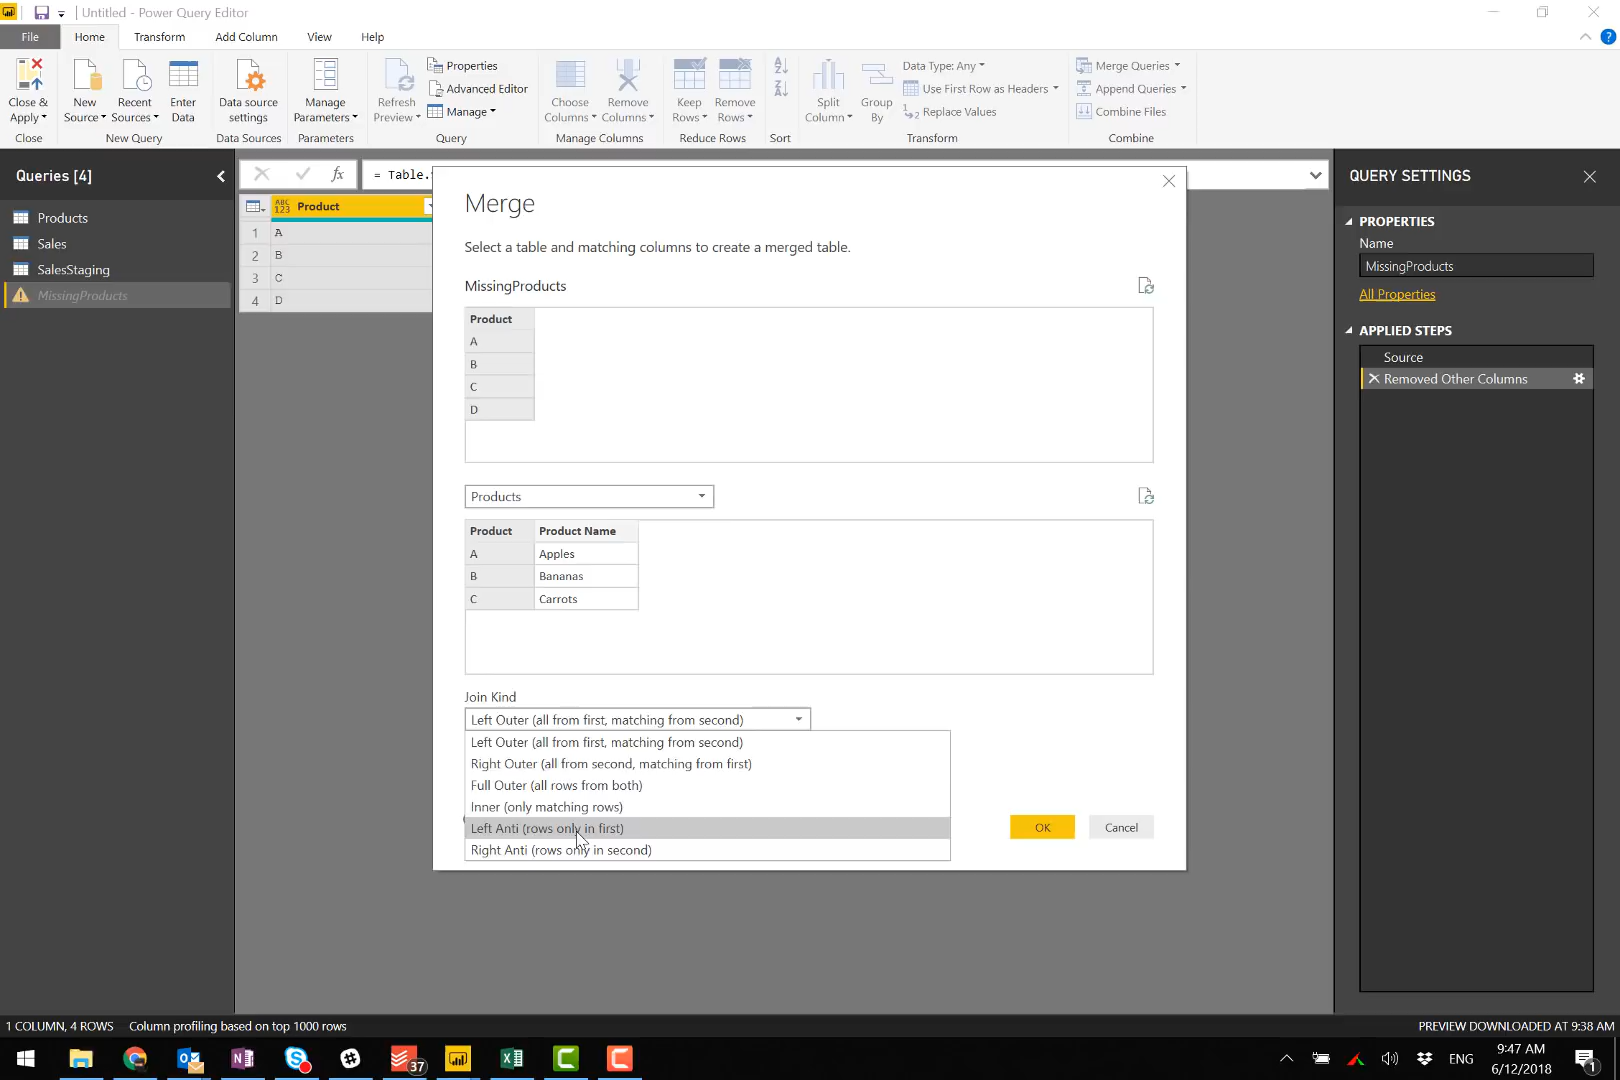 Untitled - Power Query Editor
File Home Transform Add Column View Help
Close & Apply
New Source
Recent Sources
Enter Data
Data source settings
Manage Parameters
Refresh Preview
Properties
Advanced Editor
Manage
Choose Columns
Remove Columns
Keep Rows
Remove Rows
Split Column
Group By
Data Type: Any
Use First Row as Headers
Replace Values
Merge Queries
Append Queries
Combine Files
Close New Query Data Sources Parameters Query Manage Columns Reduce Rows Sort Transform Combine
Queries [4]
Products
Sales
SalesStaging
MissingProducts
fx = Table.
ABC 123 Product
1 A
2 B
3 C
4 D
Merge
Select a table and matching columns to create a merged table.
MissingProducts
Product
A
B
C
D
Products
Product Product Name
A Apples
B Bananas
C Carrots
Join Kind
Left Outer (all from first, matching from second)
Left Outer (all from first, matching from second)
Right Outer (all from second, matching from first)
Full Outer (all rows from both)
Inner (only matching rows)
Left Anti (rows only in first)
Right Anti (rows only in second)
OK Cancel
QUERY SETTINGS
PROPERTIES
Name
MissingProducts
All Properties
APPLIED STEPS
Source
Removed Other Columns
1 COLUMN, 4 ROWS Column profiling based on top 1000 rows
PREVIEW DOWNLOADED AT 9:38 AM
37
ENG
9:47 AM
6/12/2018
1